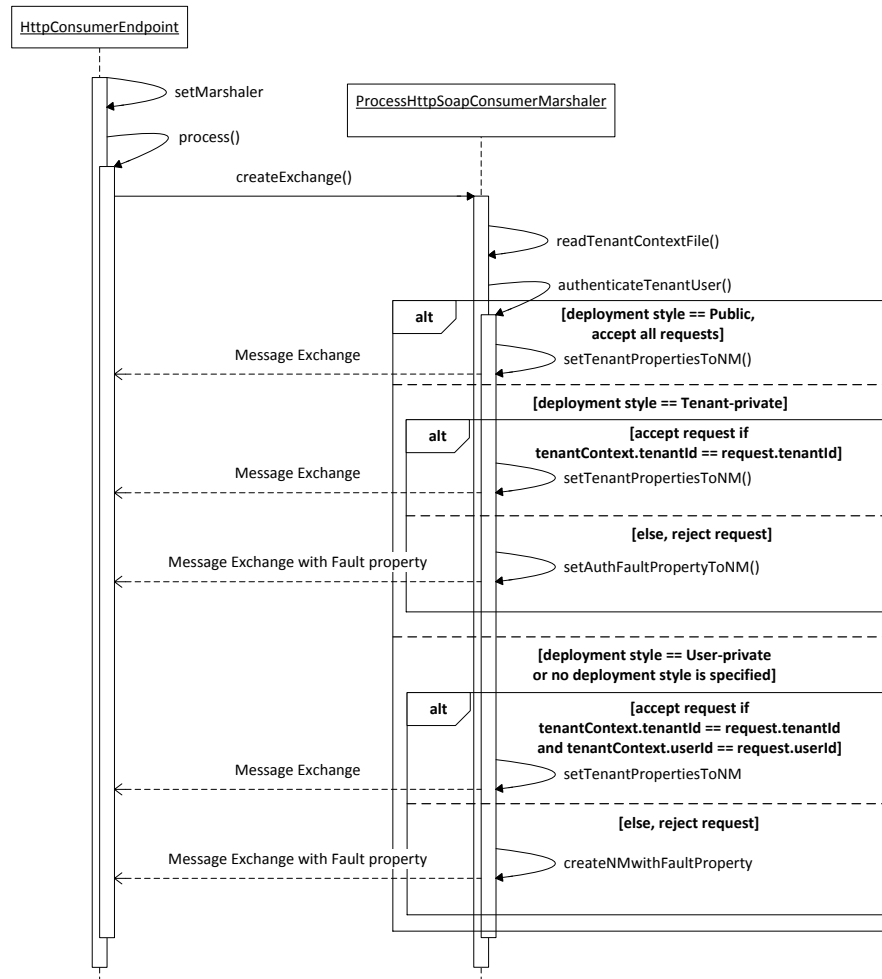 HttpConsumerEndpoint
setMarshaler
ProcessHttpSoapConsumerMarshaler
process()
createExchange()
readTenantContextFile()
authenticateTenantUser()
alt
[deployment style == Public,
accept all requests]
Message Exchange
setTenantPropertiesToNM()
[deployment style == Tenant-private]
alt
[accept request if
tenantContext.tenantId == request.tenantId]
Message Exchange
setTenantPropertiesToNM()
[else, reject request]
Message Exchange with Fault property
setAuthFaultPropertyToNM()
[deployment style == User-private
or no deployment style is specified]
alt
[accept request if
tenantContext.tenantId == request.tenantId
and tenantContext.userId == request.userId]
Message Exchange
setTenantPropertiesToNM
[else, reject request]
Message Exchange with Fault property
createNMwithFaultProperty